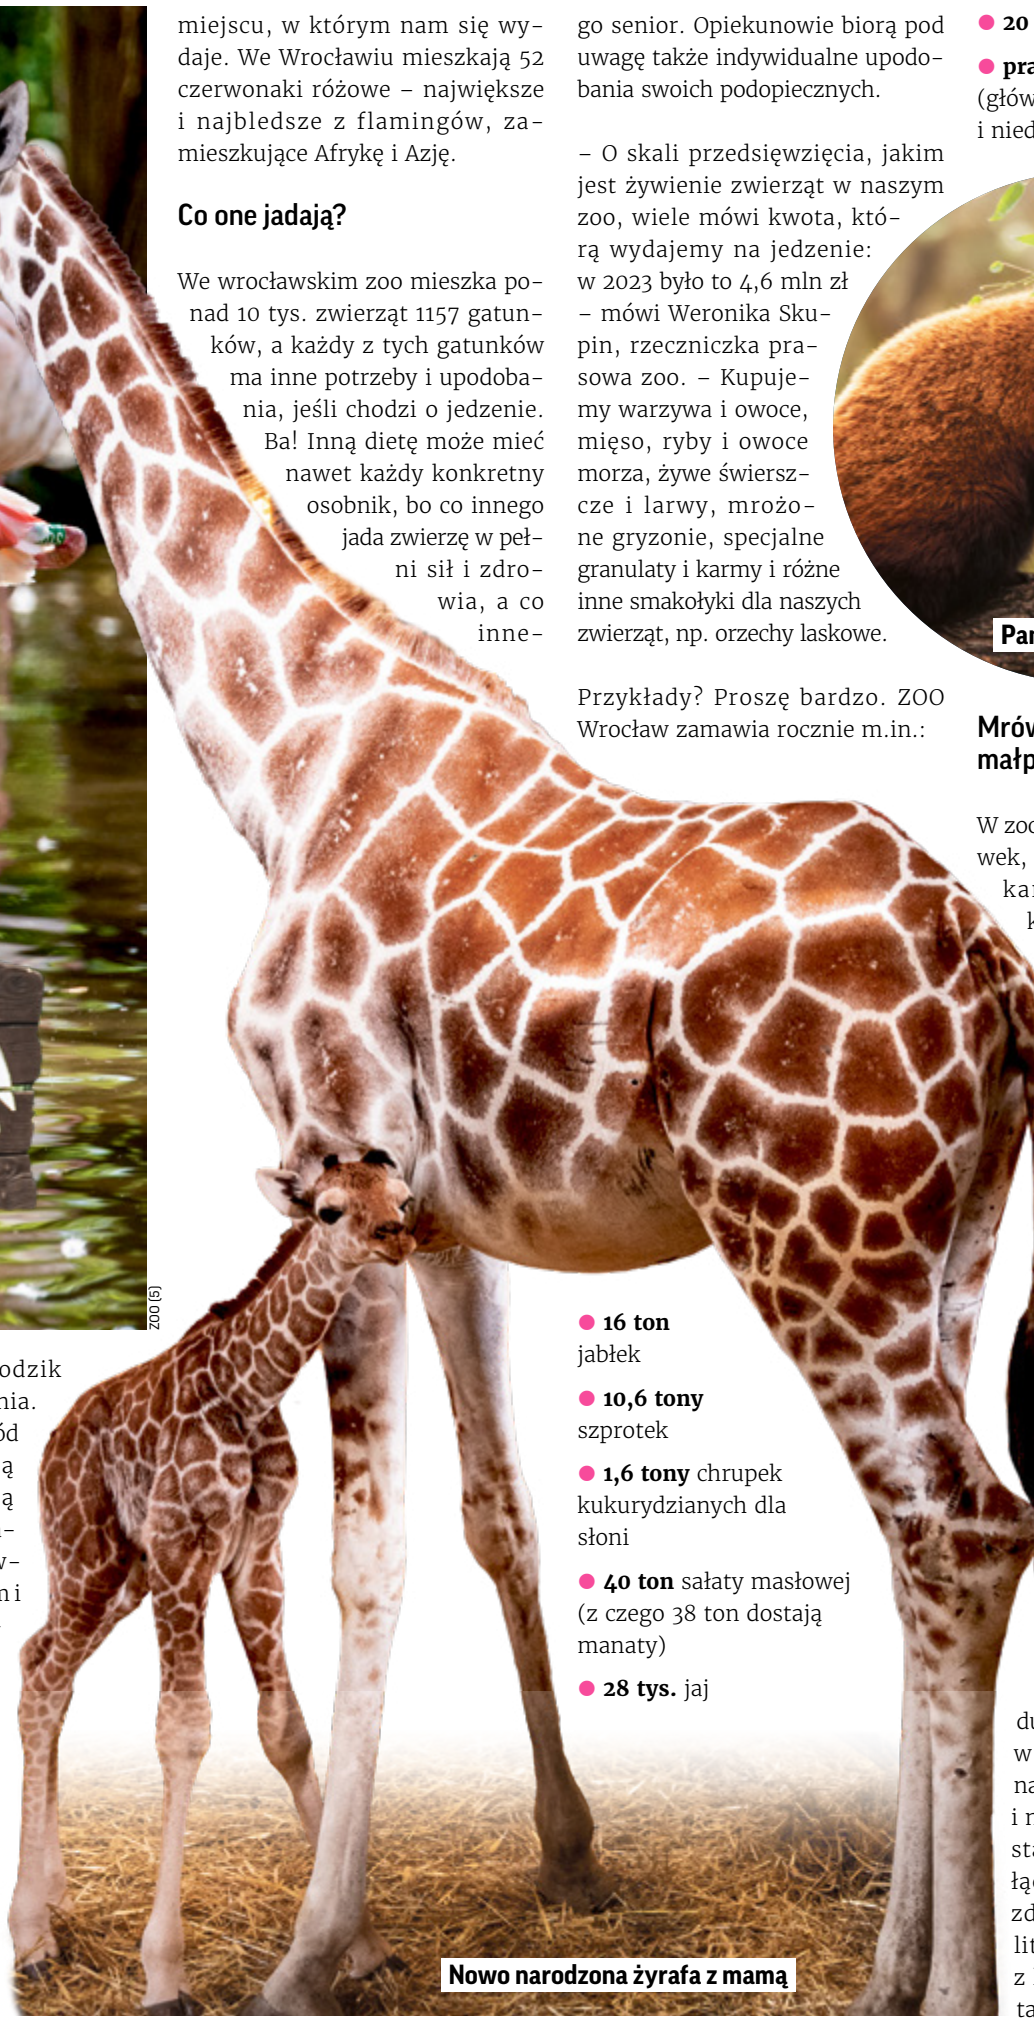 miejscu, w którym nam się wy-
daje. We Wrocławiu mieszkają 52
czerwonaki różowe – największe
i najbledsze z flamingów, za-
mieszkujące Afrykę i Azję.
Co one jadają?
We wrocławskim zoo mieszka po-
nad 10 tys. zwierząt 1157 gatun-
ków, a każdy z tych gatunków
ma inne potrzeby i upodoba-
nia, jeśli chodzi o jedzenie.
Ba! Inną dietę może mieć
nawet każdy konkretny
osobnik, bo co innego
jada zwierzę w peł-
ni sił i zdro-
wia, a co
inne-
go senior. Opiekunowie biorą pod
uwagę także indywidualne upodo-
bania swoich podopiecznych.
– O skali przedsięwzięcia, jakim
jest żywienie zwierząt w naszym
zoo, wiele mówi kwota, któ-
rą wydajemy na jedzenie:
w 2023 było to 4,6 mln zł
– mówi Weronika Sku-
pin, rzeczniczka pra-
sowa zoo. – Kupuje-
my warzywa i owoce,
mięso, ryby i owoce
morza, żywe świersz-
cze i larwy, mrożo-
ne gryzonie, specjalne
granulaty i karmy i różne
inne smakołyki dla naszych
zwierząt, np. orzechy laskowe.
Przykłady? Proszę bardzo. ZOO
Wrocław zamawia rocznie m.in.:
● 16 ton
jabłek
● 10,6 tony
szprotek
● 1,6 tony chrupek
kukurydzianych dla
słoni
● 40 ton sałaty masłowej
(z czego 38 ton dostają
manaty)
● 28 tys. jaj
● 20
i nied
wek,
ZOO (5)
odzik
nia.
Nowo narodzona żyrafa z mamą